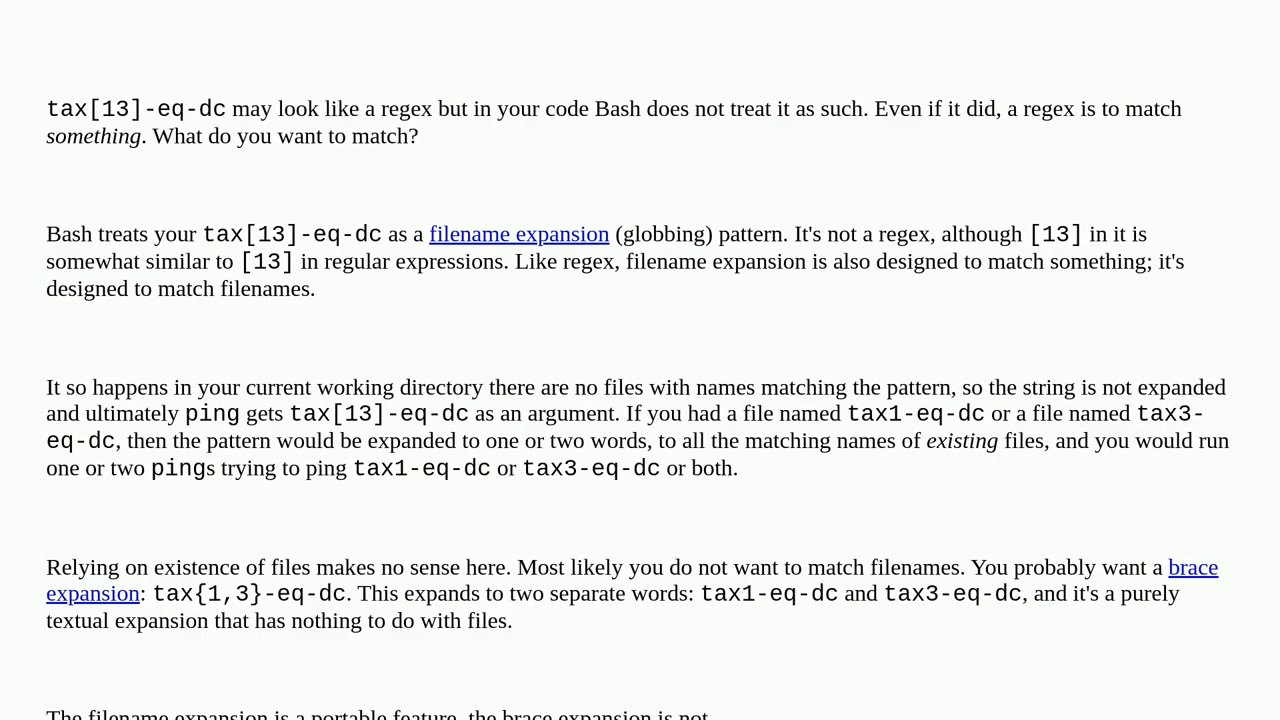 tax[13]-eq-dc may look like a regex but in your code Bash does not treat it as such. Even if it did, a regex is to match
something. What do you want to match?
Bash treats your tax[13]-eq-dc as a filename expansion (globbing) pattern. It's not a regex, although [13] in it is
somewhat similar to [13] in regular expressions. Like regex, filename expansion is also designed to match something; it's
designed to match filenames.
It so happens in your current working directory there are no files with names matching the pattern, so the string is not expanded
and ultimately ping gets tax[13]-eq-dc as an argument. If you had a file named tax1-eq-dc or a file named tax3-
eq-dc, then the pattern would be expanded to one or two words, to all the matching names of existing files, and you would run
one or two pings trying to ping tax1-eq-dc or tax3-eq-dc or both.
Relying on existence of files makes no sense here. Most likely you do not want to match filenames. You probably want a brace
expansion: tax{1,3}-eq-dc. This expands to two separate words: tax1-eq-dc and tax3-eq-dc, and it's a purely
textual expansion that has nothing to do with files.
The filename expansion is a portable feature, the brace expansion is not.